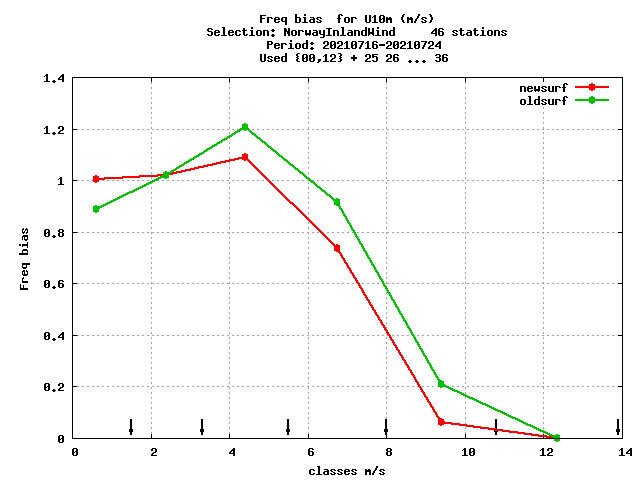 Freq bias  for U10m (m/s)
Selection: NorwayInlandWind     46 stations
Period: 20210716-20210724
Used {00,12} + 25 26 ... 36
newsurf
oldsurf
1.4
1.2
1
0.8
0.6
0.4
0.2
0
Freq bias
0 2 4 6 8 10 12 14
classes m/s